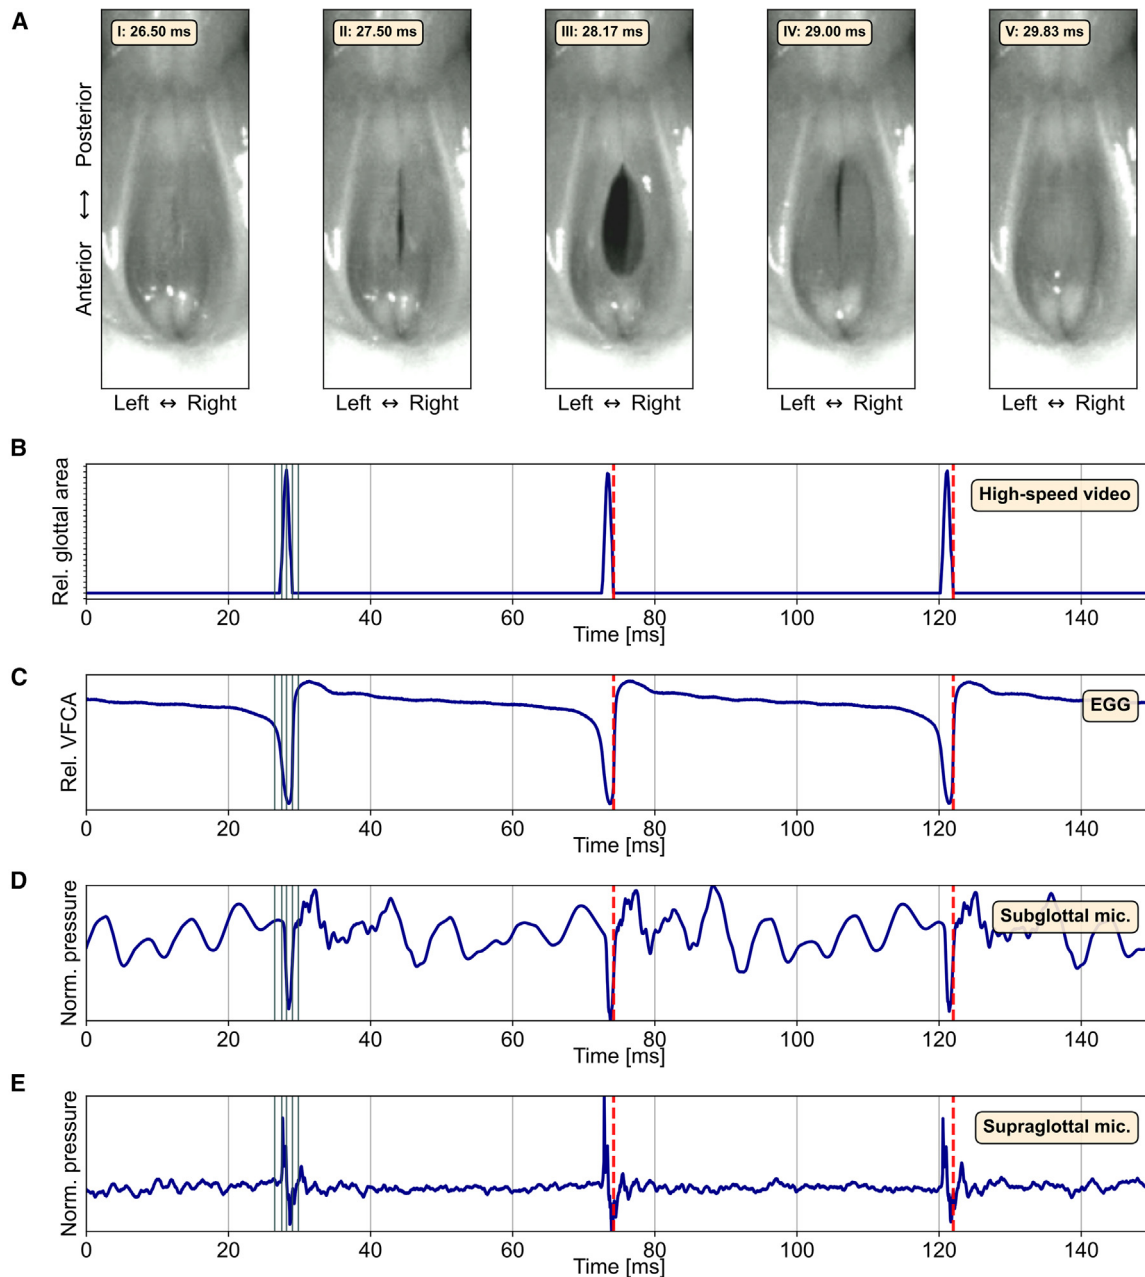 A
I: 26.50 ms
II: 27.50 ms
III: 28.17 ms
IV: 29.00 ms
V: 29.83 ms
Anterior ↔ Posterior
Left ↔ Right
Left ↔ Right
Left ↔ Right
Left ↔ Right
Left ↔ Right
B
Rel. glottal area
High-speed video
0 20 40 60 80 100 120 140
Time [ms]
C
Rel. VFCA
EGG
0 20 40 60 80 100 120 140
Time [ms]
D
Norm. pressure
Subglottal mic.
0 20 40 60 80 100 120 140
Time [ms]
E
Norm. pressure
Supraglottal mic.
0 20 40 60 80 100 120 140
Time [ms]